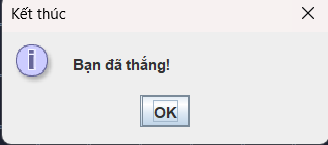 Kết thúc
Bạn đã thắng!
OK